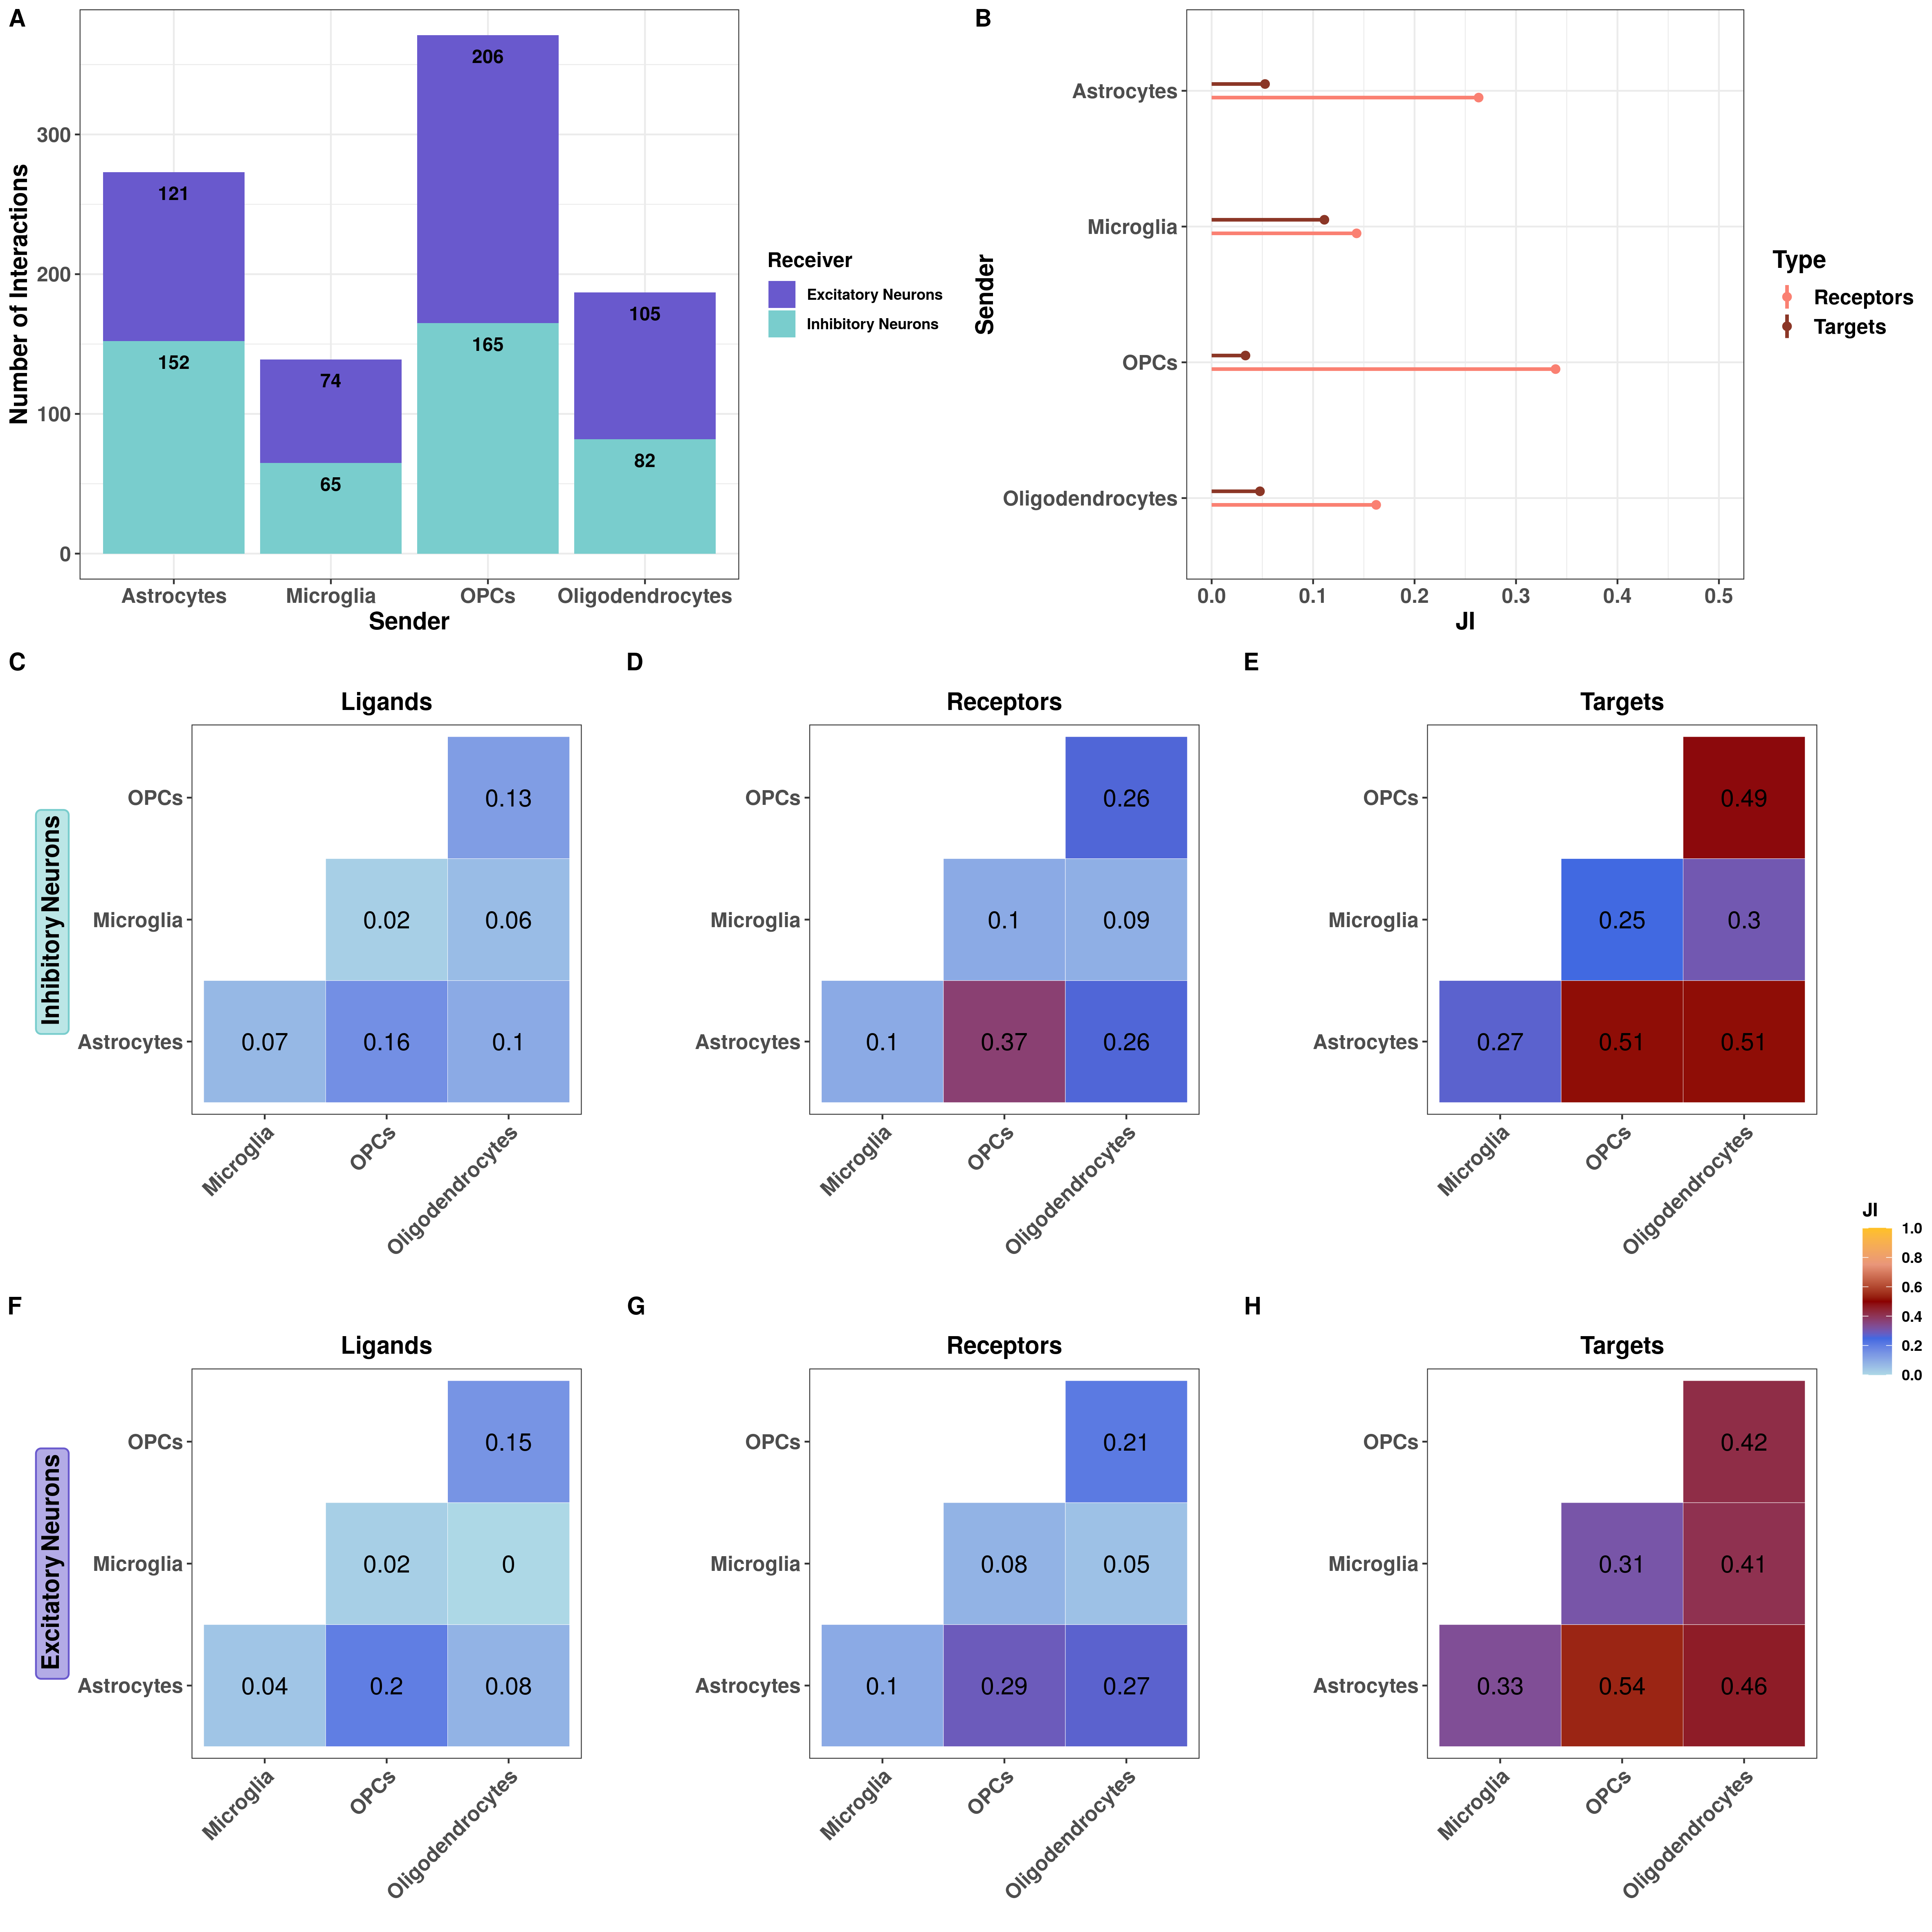 A
Number of Interactions
300
200
100
0
121
152
74
65
206
165
105
82
Astrocytes
Microglia
OPCs
Oligodendrocytes
Sender
Receiver
Excitatory Neurons
Inhibitory Neurons
B
Sender
Astrocytes
Microglia
OPCs
Oligodendrocytes
0.0
0.1
0.2
0.3
0.4
0.5
JI
Type
Receptors
Targets
Inhibitory Neurons
C
Ligands
OPCs
0.13
Microglia
0.02
0.06
Astrocytes
0.07
0.16
0.1
Microglia
OPCs
Oligodendrocytes
D
Receptors
OPCs
0.26
Microglia
0.1
0.09
Astrocytes
0.1
0.37
0.26
Microglia
OPCs
Oligodendrocytes
E
Targets
OPCs
0.49
Microglia
0.25
0.3
Astrocytes
0.27
0.51
0.51
Microglia
OPCs
Oligodendrocytes
JI
1.0
0.8
0.6
0.4
0.2
0.0
Excitatory Neurons
F
Ligands
OPCs
0.15
Microglia
0.02
0
Astrocytes
0.04
0.2
0.08
Microglia
OPCs
Oligodendrocytes
G
Receptors
OPCs
0.21
Microglia
0.08
0.05
Astrocytes
0.1
0.29
0.27
Microglia
OPCs
Oligodendrocytes
H
Targets
OPCs
0.42
Microglia
0.31
0.41
Astrocytes
0.33
0.54
0.46
Microglia
OPCs
Oligodendrocytes